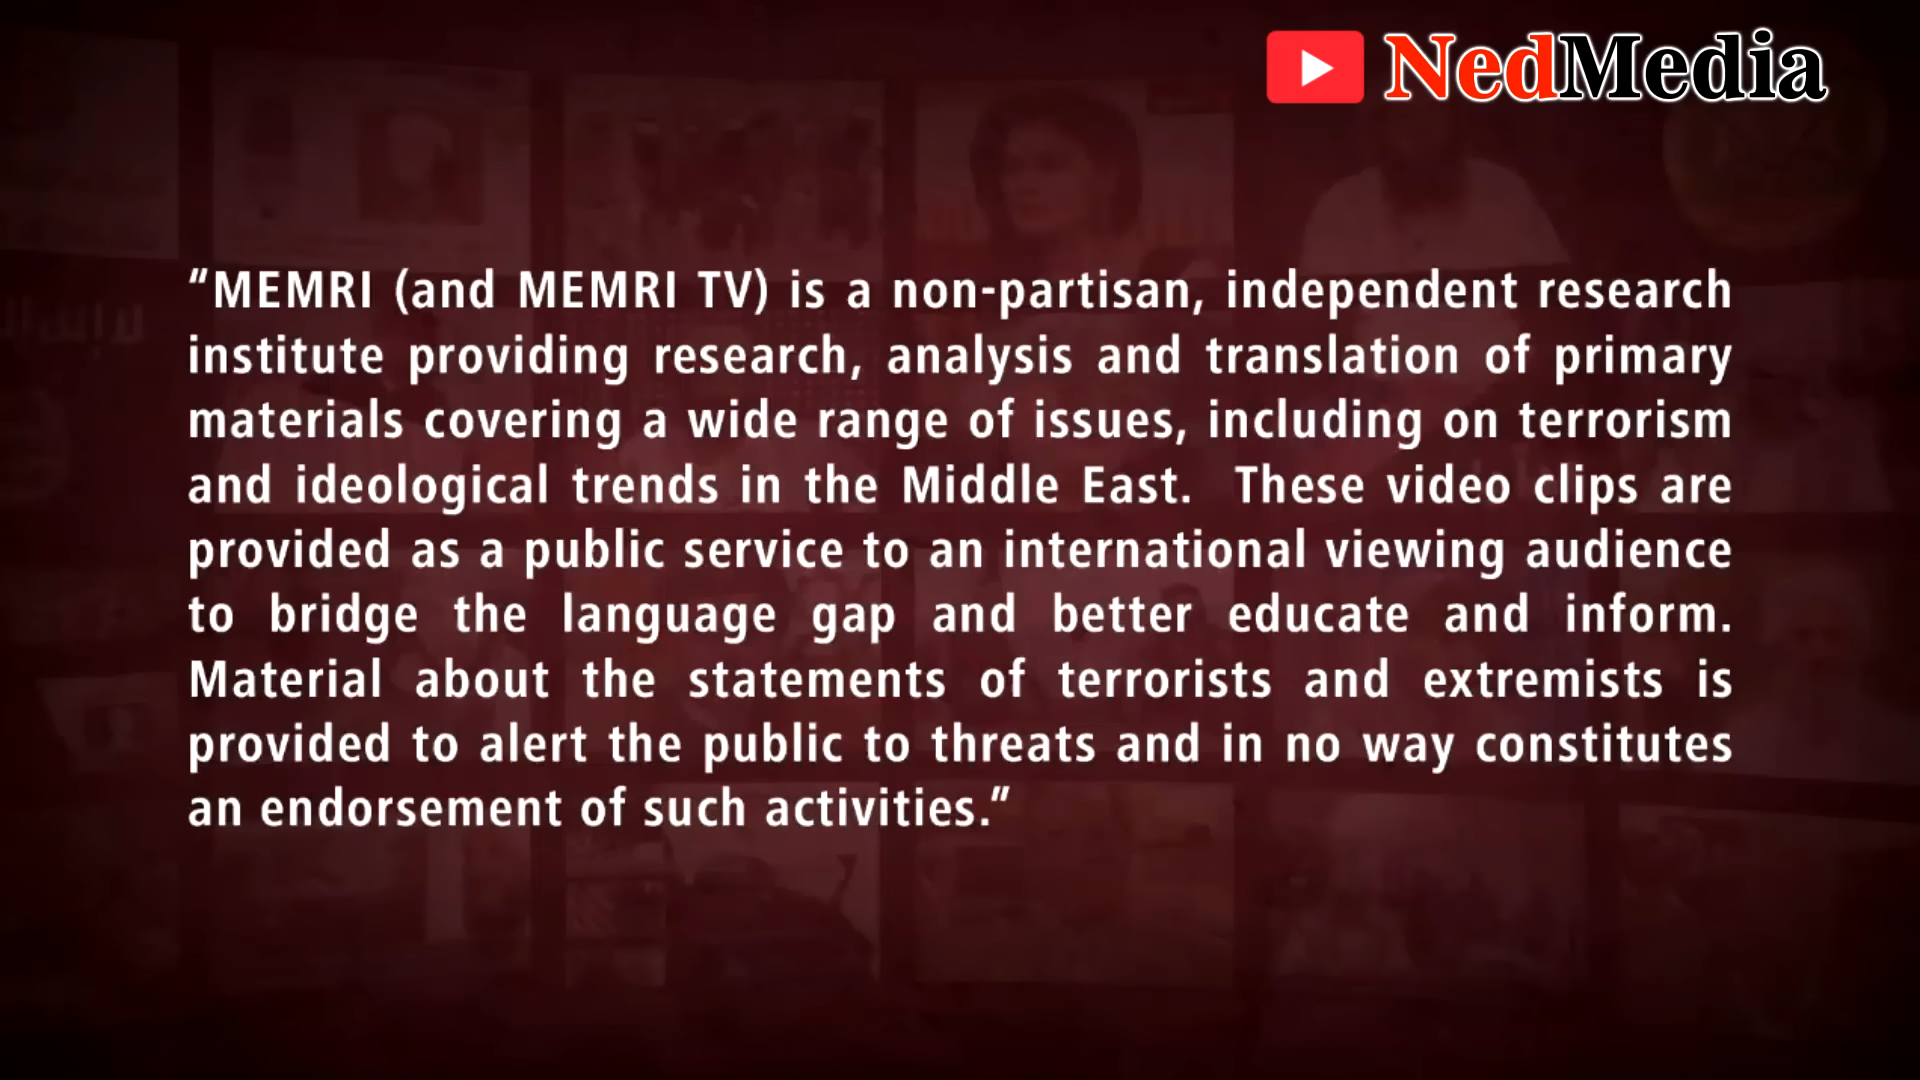 NedMedia
“MEMRI (and MEMRI TV) is a non-partisan, independent research
institute providing research, analysis and translation of primary
materials covering a wide range of issues, including on terrorism
and ideological trends in the Middle East.  These video clips are
provided as a public service to an international viewing audience
to bridge the language gap and better educate and inform.
Material about the statements of terrorists and extremists is
provided to alert the public to threats and in no way constitutes
an endorsement of such activities.”